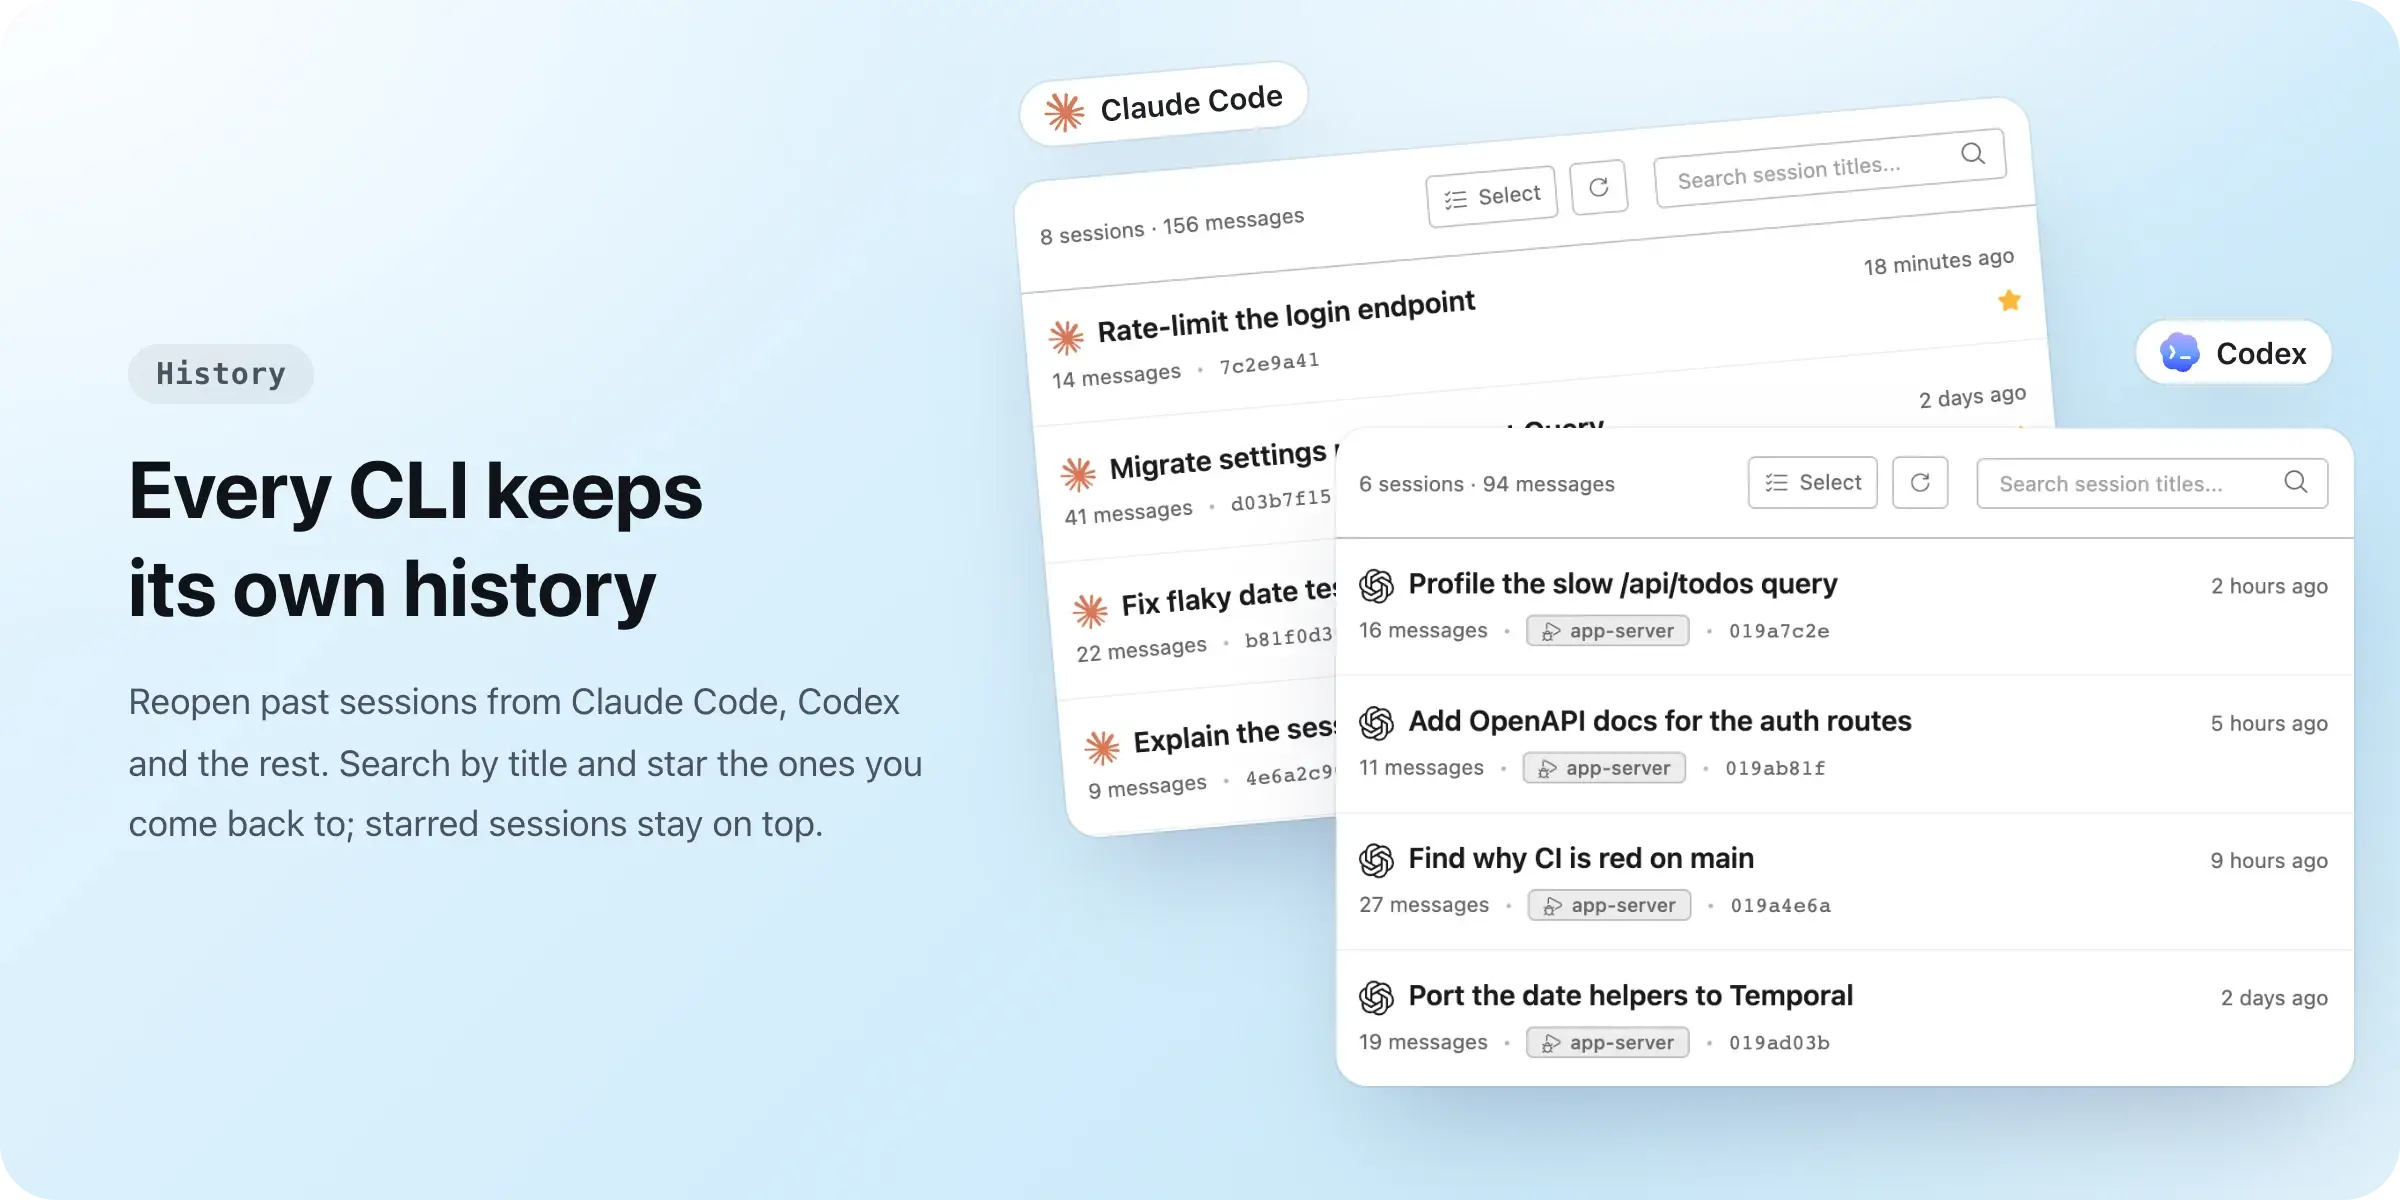 History
Every CLI keeps
its own history
Reopen past sessions from Claude Code, Codex
and the rest. Search by title and star the ones you
come back to; starred sessions stay on top.
Claude Code
8 sessions · 156 messages
Select
Search session titles...
Rate-limit the login endpoint
18 minutes ago
14 messages • 7c2e9a41
Migrate settings
Query
2 days ago
41 messages • d03b7f15
Fix flaky date
22 messages • b81f0d3
Explain the
9 messages • 4e6a2c9
Codex
6 sessions · 94 messages
Select
Search session titles...
Profile the slow /api/todos query
2 hours ago
16 messages • app-server • 019a7c2e
Add OpenAPI docs for the auth routes
5 hours ago
11 messages • app-server • 019ab81f
Find why CI is red on main
9 hours ago
27 messages • app-server • 019a4e6a
Port the date helpers to Temporal
2 days ago
19 messages • app-server • 019ad03b